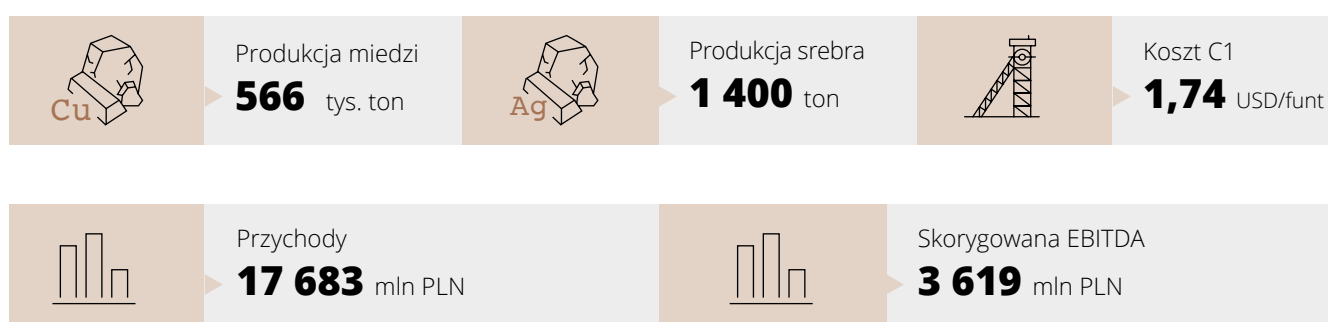 Cu
Produkcja miedzi
566 tys. ton
Ag
Produkcja srebra
1 400 ton
Koszt C1
1,74 USD/funt
Przychody
17 683 mln PLN
Skorygowana EBITDA
3 619 mln PLN